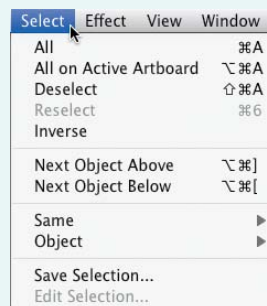 Select Effect View Window
All ⌘A
All on Active Artboard ⌥⌘A
Deselect ⇧⌘A
Reselect ⌘6
Inverse
Next Object Above ⌥⌘]
Next Object Below ⌥⌘[
Same ▶
Object ▶
Save Selection...
Edit Selection...